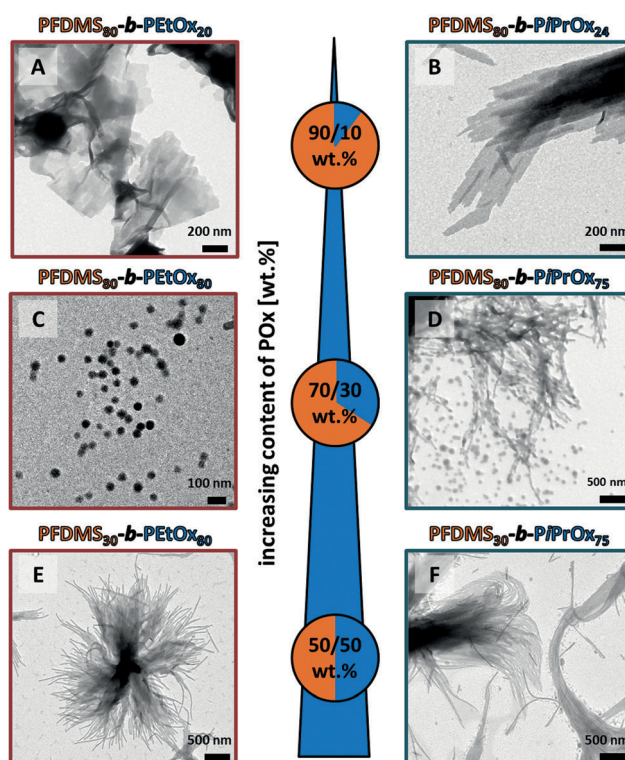 PFDMS80-b-PEtOx20
PFDMS80-b-PiPrOx24
A
200 nm
90/10
wt.%
B
200 nm
PFDMS80-b-PEtOx80
PFDMS80-b-PiPrOx75
C
100 nm
increasing content of POx [wt.%]
70/30
wt.%
D
500 nm
PFDMS30-b-PEtOx80
PFDMS30-b-PiPrOx75
E
500 nm
50/50
wt.%
F
500 nm